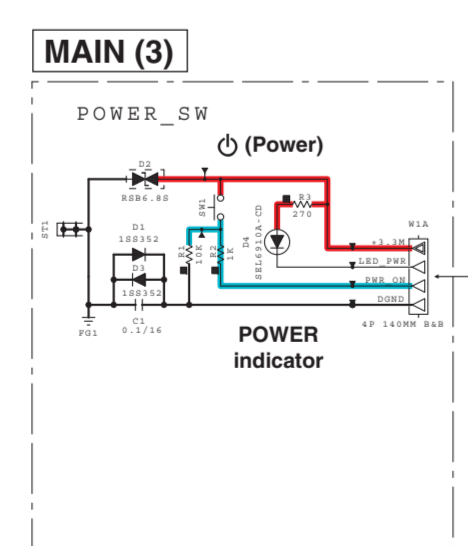 MAIN (3)
POWER_SW
(Power)
D2
RSB6.8S
SW1
R3
270
W1A
ST1
D1
1SS352
D3
1SS352
R1
10K
R2
1K
D4
SEL6910A-CD
+3.3M
LED_PWR
PWR_ON
DGND
FG1
C1
0.1/16
POWER
indicator
4P 140MM B&B